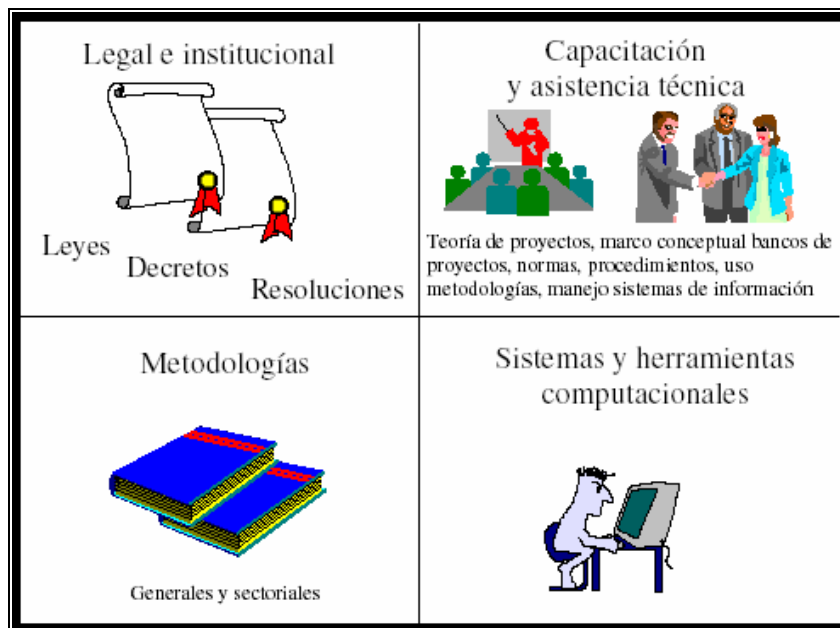 Legal e institucional
Leyes
Decretos
Resoluciones
Capacitación
y asistencia técnica
Teoría de proyectos, marco conceptual bancos de
proyectos, normas, procedimientos, uso
metodologías, manejo sistemas de información
Metodologías
Generales y sectoriales
Sistemas y herramientas
computacionales